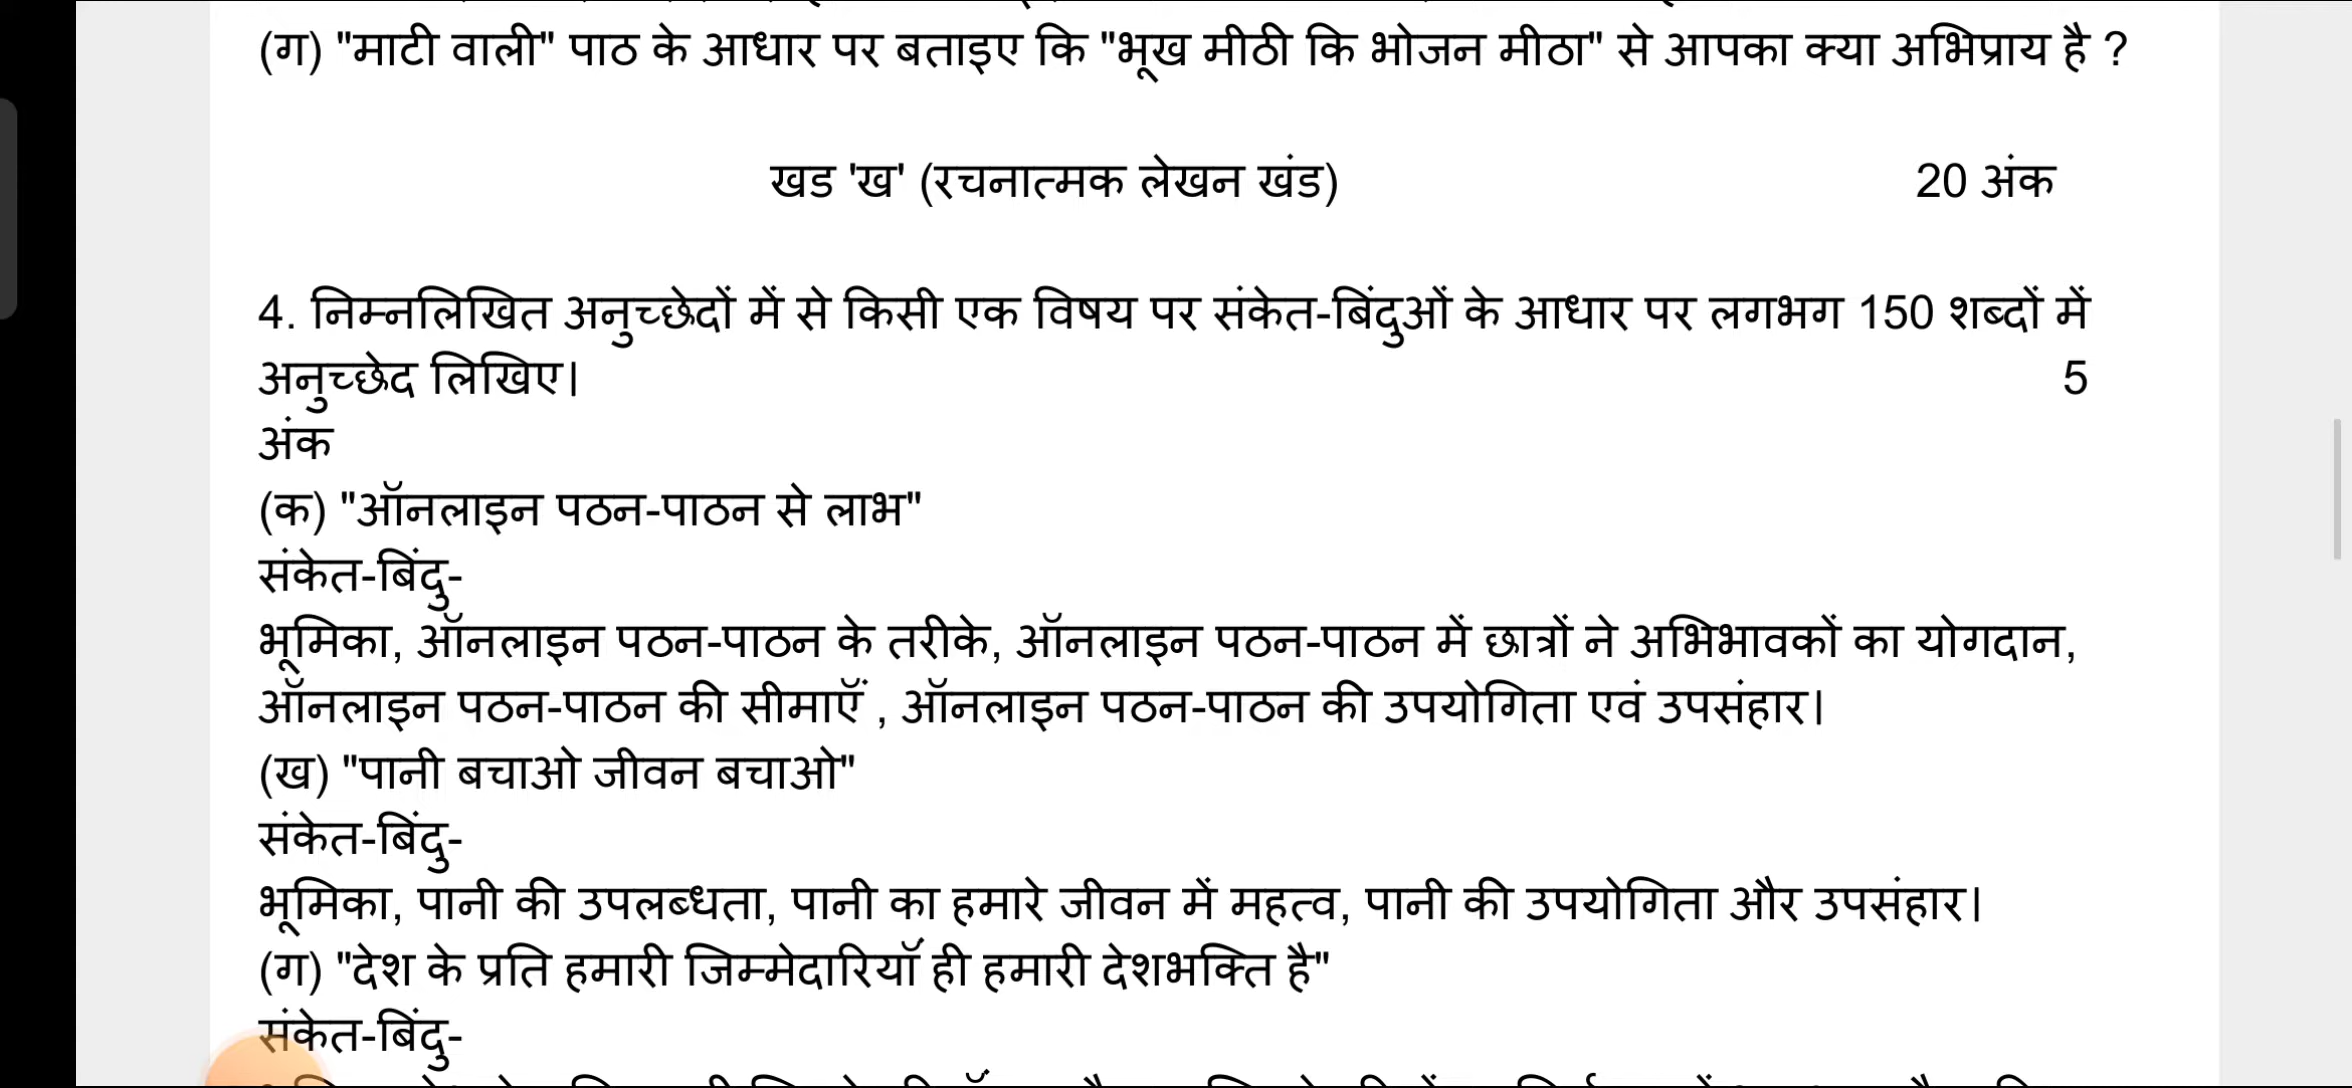 (ग) "माटी वाली" पाठ के आधार पर बताइए कि "भूख मीठी कि भोजन मीठा" से आपका क्या अभिप्राय है ?
खड 'ख' (रचनात्मक लेखन खंड) 20 अंक
4. निम्नलिखित अनुच्छेदों में से किसी एक विषय पर संकेत-बिंदुओं के आधार पर लगभग 150 शब्दों में
अनुच्छेद लिखिए। 5
अंक
(क) "ऑनलाइन पठन-पाठन से लाभ"
संकेत-बिंदु-
भूमिका, ऑनलाइन पठन-पाठन के तरीके, ऑनलाइन पठन-पाठन में छात्रों ने अभिभावकों का योगदान,
ऑनलाइन पठन-पाठन की सीमाएँ , ऑनलाइन पठन-पाठन की उपयोगिता एवं उपसंहार।
(ख) "पानी बचाओ जीवन बचाओ"
संकेत-बिंदु-
भूमिका, पानी की उपलब्धता, पानी का हमारे जीवन में महत्व, पानी की उपयोगिता और उपसंहार।
(ग) "देश के प्रति हमारी जिम्मेदारियाँ ही हमारी देशभक्ति है"
संकेत-बिंदु-